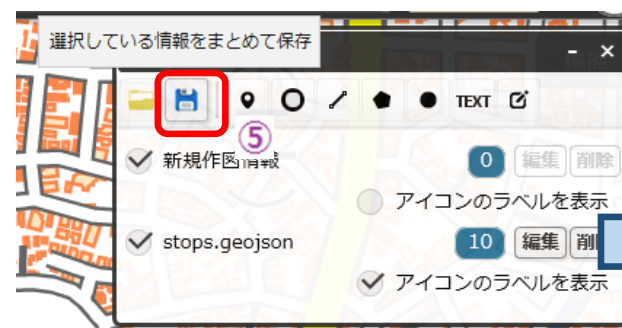 選択している情報をまとめて保存
- ×
TEXT
⑤
新規作図情報 0 編集 削除
アイコンのラベルを表示
stops.geojson 10 編集 削
アイコンのラベルを表示